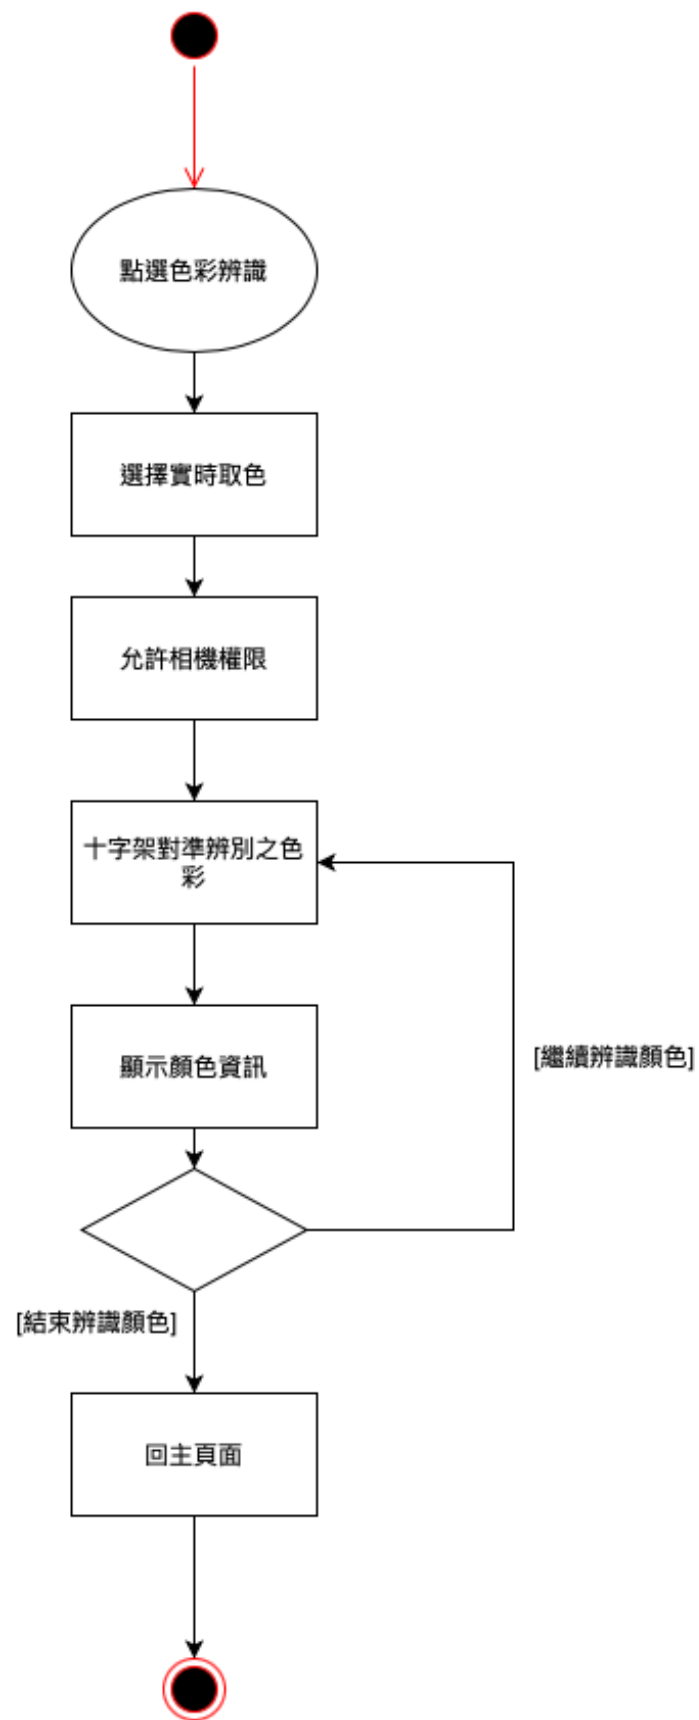 點選色彩辨識
選擇實時取色
允許相機權限
十字架對準辨別之色
彩
顯示顏色資訊
[繼續辨識顏色]
[結束辨識顏色]
回主頁面